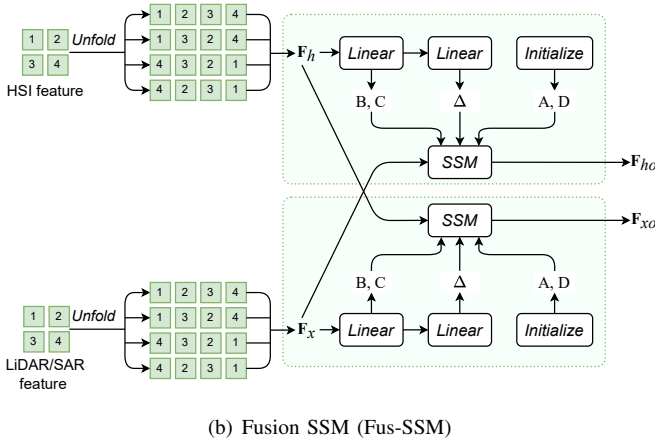 1 2
3 4
HSI feature
Unfold
1 2 3 4
1 3 2 4
4 3 2 1
4 2 3 1
F_h
Linear
Linear
Initialize
B, C
Δ
A, D
SSM
F_ho
SSM
F_xo
B, C
Δ
A, D
1 2
3 4
LiDAR/SAR
feature
Unfold
1 2 3 4
1 3 2 4
4 3 2 1
4 2 3 1
F_x
Linear
Linear
Initialize
(b) Fusion SSM (Fus-SSM)